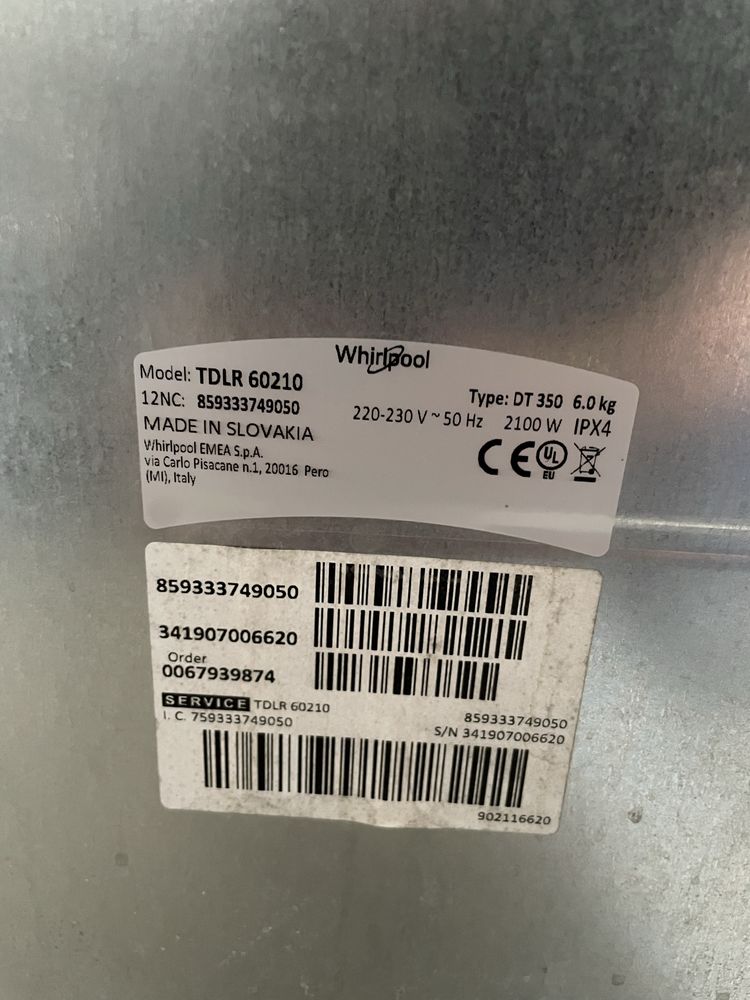 Whirlpool
Model: TDLR 60210
12NC: 859333749050
MADE IN SLOVAKIA
Whirlpool EMEA S.p.A.
via Carlo Pisacane n.1, 20016 Pero
(MI), Italy
Type: DT 350 6.0 kg
220-230 V ~ 50 Hz 2100 W IPX4
CE UL
EU
859333749050
341907006620
Order
0067939874
SERVICE TDLR 60210
I. C. 759333749050
859333749050
S/N 341907006620
902116620